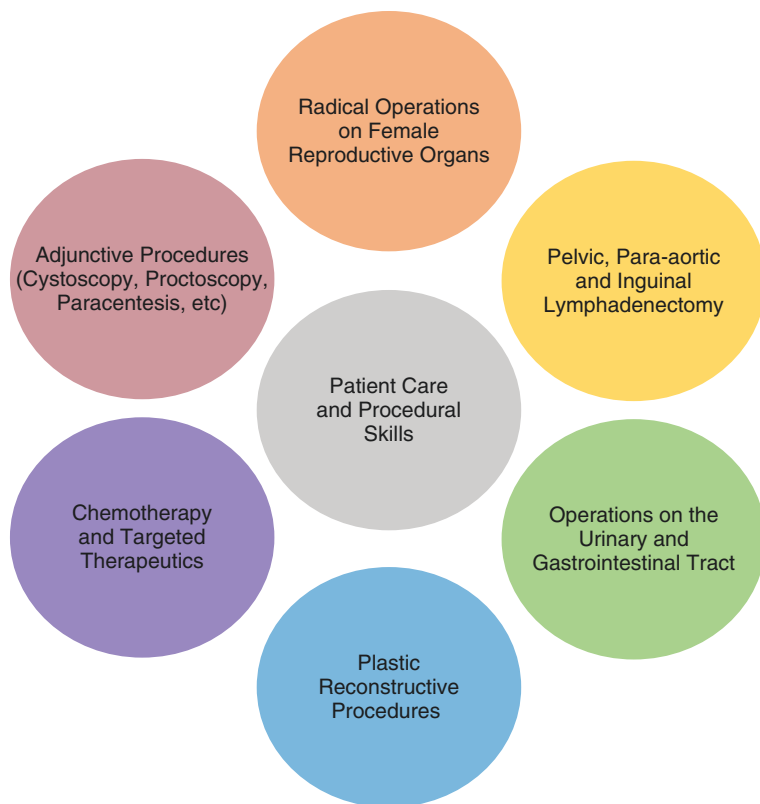 Radical Operations
on Female
Reproductive Organs
Adjunctive Procedures
(Cystoscopy, Proctoscopy,
Paracentesis, etc)
Pelvic, Para-aortic
and Inguinal
Lymphadenectomy
Patient Care
and Procedural
Skills
Chemotherapy
and Targeted
Therapeutics
Operations on the
Urinary and
Gastrointestinal Tract
Plastic
Reconstructive
Procedures